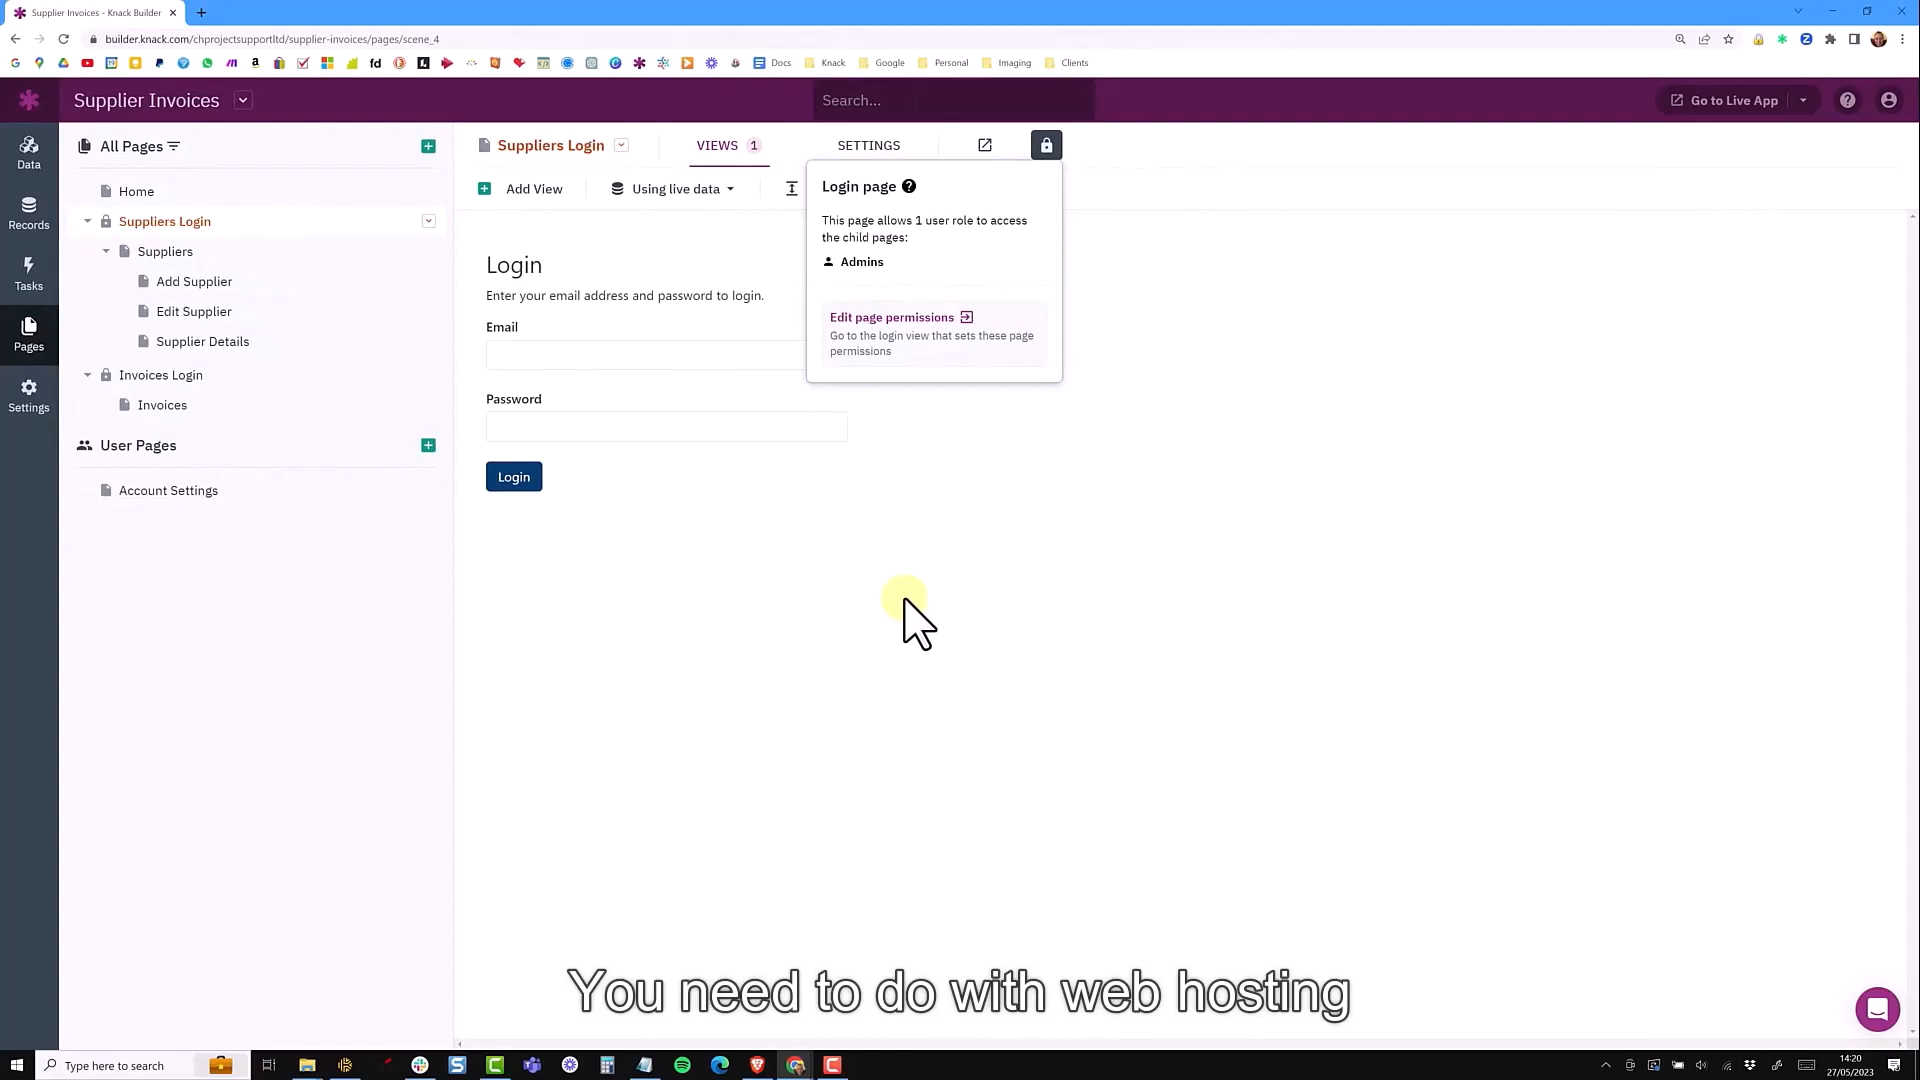 Supplier Invoices - Knack Builder
builder.knack.com/chprojectsupportltd/supplier-invoices/pages/scene_4
Docs
Knack
Google
Personal
Imaging
Clients
Supplier Invoices
Search...
Go to Live App
Data
Records
Tasks
Pages
Settings
All Pages
Home
Suppliers Login
Suppliers
Add Supplier
Edit Supplier
Supplier Details
Invoices Login
Invoices
User Pages
Account Settings
Suppliers Login
VIEWS 1
SETTINGS
Add View
Using live data
Login
Enter your email address and password to login.
Email
Password
Login
Login page
This page allows 1 user role to access
the child pages:
Admins
Edit page permissions
Go to the login view that sets these page
permissions
You need to do with web hosting
Type here to search
14:20
27/05/2023